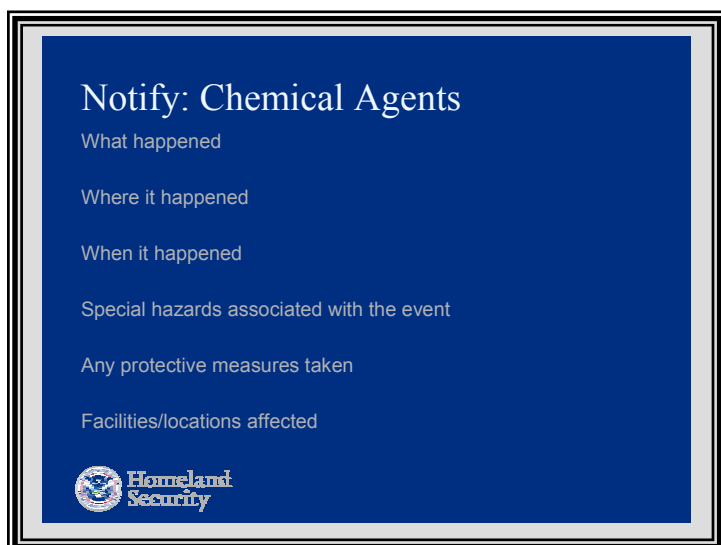 Notify: Chemical Agents
What happened
Where it happened
When it happened
Special hazards associated with the event
Any protective measures taken
Facilities/locations affected
Homeland
Security